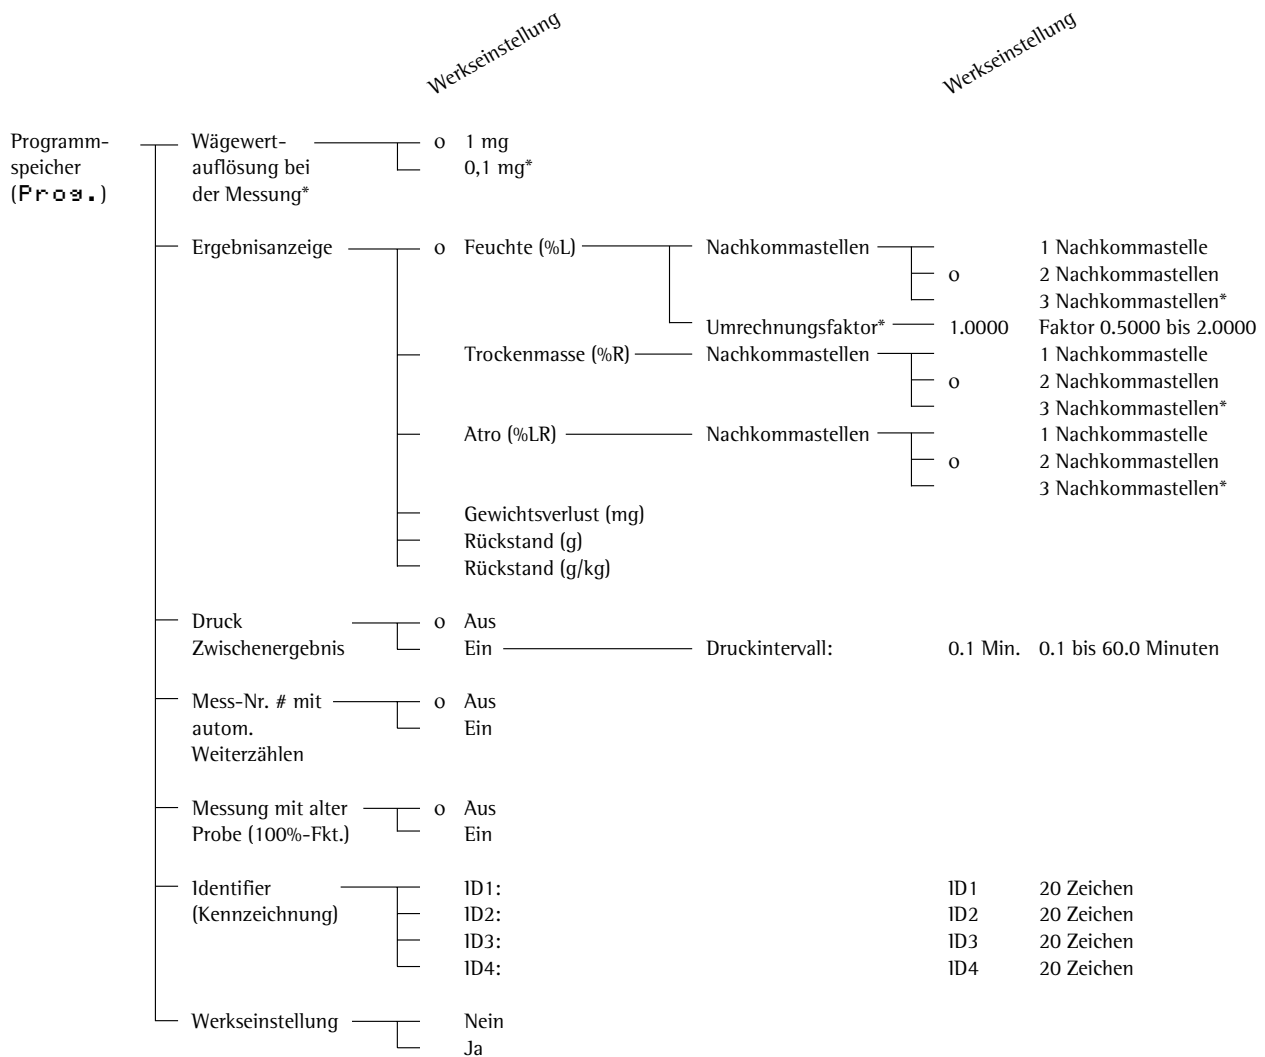 Werkseinstellung Werkseinstellung
Programm- Wägewert- o 1 mg
speicher auflösung bei 0,1 mg*
(Prog.) der Messung*
Ergebnisanzeige o Feuchte (%L) Nachkommastellen 1 Nachkommastelle
o 2 Nachkommastellen
3 Nachkommastellen*
Umrechnungsfaktor* 1.0000 Faktor 0.5000 bis 2.0000
Trockenmasse (%R) Nachkommastellen 1 Nachkommastelle
o 2 Nachkommastellen
3 Nachkommastellen*
Atro (%LR) Nachkommastellen 1 Nachkommastelle
o 2 Nachkommastellen
3 Nachkommastellen*
Gewichtsverlust (mg)
Rückstand (g)
Rückstand (g/kg)
Druck o Aus
Zwischenergebnis Ein Druckintervall: 0.1 Min. 0.1 bis 60.0 Minuten
Mess-Nr. # mit o Aus
autom. Ein
Weiterzählen
Messung mit alter o Aus
Probe (100%-Fkt.) Ein
Identifier ID1: ID1 20 Zeichen
(Kennzeichnung) ID2: ID2 20 Zeichen
ID3: ID3 20 Zeichen
ID4: ID4 20 Zeichen
Werkseinstellung Nein
Ja